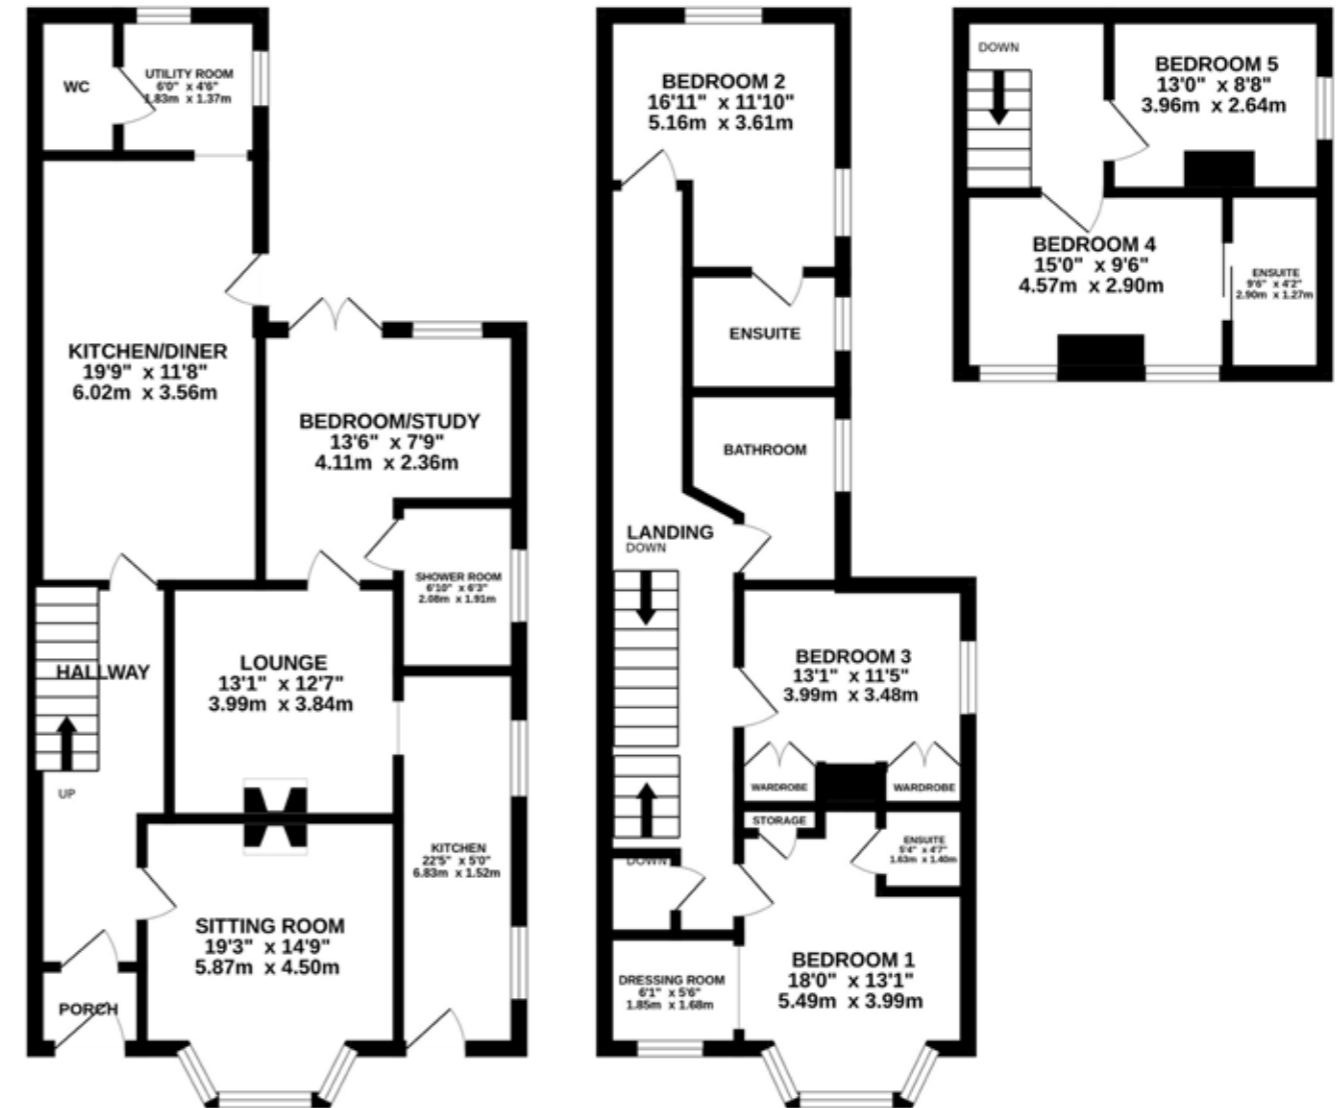 WC
UTILITY ROOM
6'0" x 4'6"
1.83m x 1.37m
KITCHEN/DINER
19'9" x 11'8"
6.02m x 3.56m
BEDROOM/STUDY
13'6" x 7'9"
4.11m x 2.36m
SHOWER ROOM
6'10" x 6'3"
2.08m x 1.91m
HALLWAY
UP
LOUNGE
13'1" x 12'7"
3.99m x 3.84m
KITCHEN
22'5" x 5'0"
6.83m x 1.52m
SITTING ROOM
19'3" x 14'9"
5.87m x 4.50m
PORCH
BEDROOM 2
16'11" x 11'10"
5.16m x 3.61m
ENSUITE
BATHROOM
LANDING
DOWN
BEDROOM 3
13'1" x 11'5"
3.99m x 3.48m
WARDROBE
WARDROBE
STORAGE
ENSUITE
5'4" x 4'7"
1.63m x 1.40m
DOWN
BEDROOM 1
18'0" x 13'1"
5.49m x 3.99m
DRESSING ROOM
6'1" x 5'6"
1.85m x 1.68m
DOWN
BEDROOM 5
13'0" x 8'8"
3.96m x 2.64m
BEDROOM 4
15'0" x 9'6"
4.57m x 2.90m
ENSUITE
9'6" x 4'2"
2.90m x 1.27m